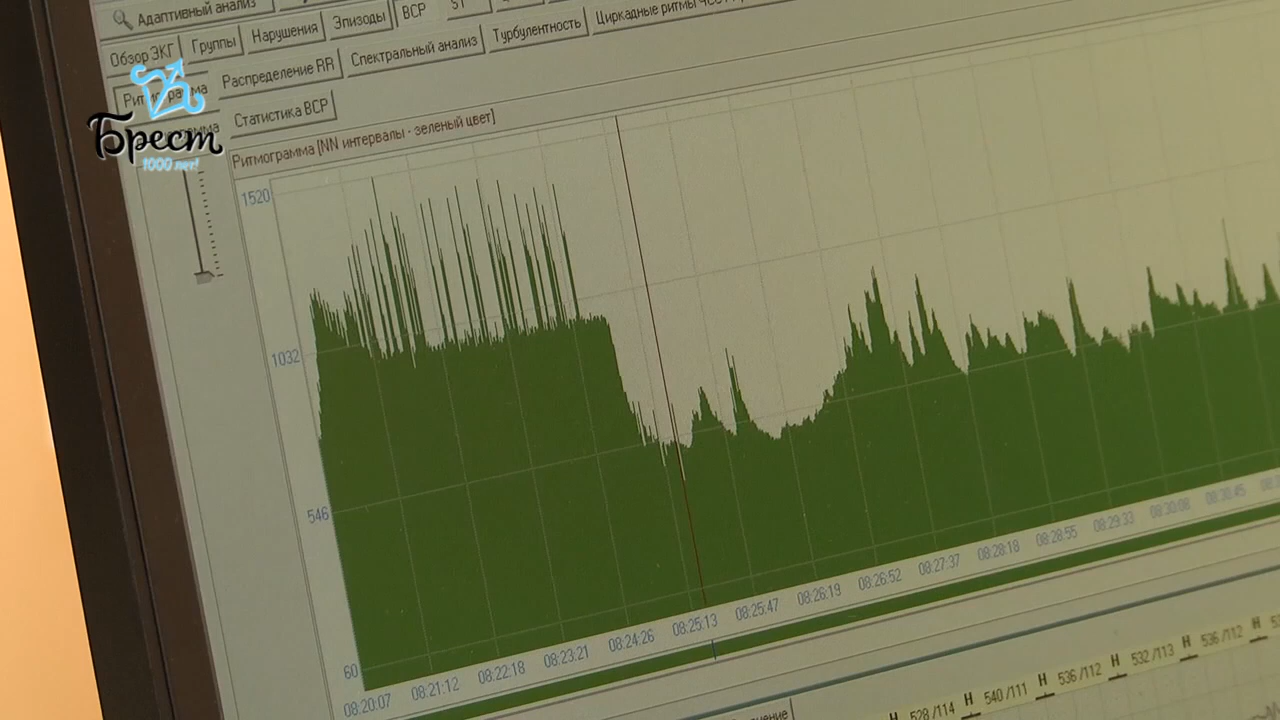 Адаптивный анализ
Обзор ЭКГ Группы Нарушения Эпизоды ВСР ST
Ритмограмма Распределение RR Спектральный анализ Турбулентность Циркадные ритмы
Статистика ВСР
Брест
1000 лет!
Ритмограмма [NN интервалы - зеленый цвет]
1520
1032
546
60
08:20:07 08:21:12 08:22:18 08:23:21 08:24:26 08:25:13 08:25:47 08:26:19 08:26:52 08:27:37 08:28:18 08:28:55 08:29:33 08:30:08 08:30:45
Н 528 /114 Н 540 /111 Н 536 /112 Н 532 /113 Н 536 /112 Н